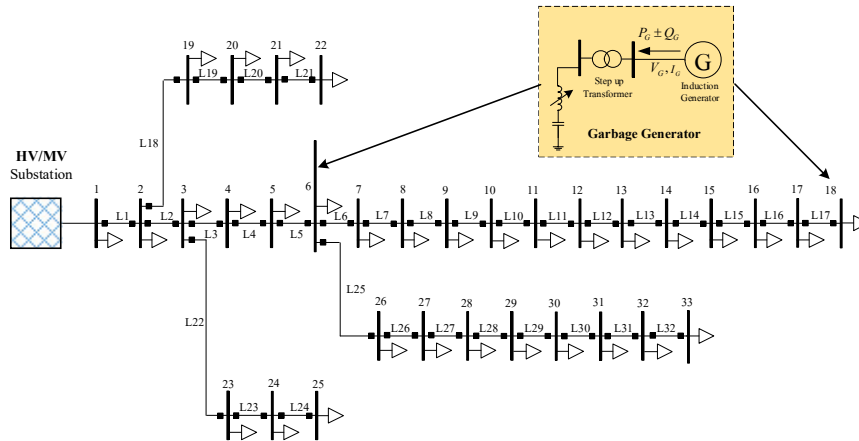 P_G ± Q_G
G
V_G, I_G
Step up
Transformer
Induction
Generator
Garbage Generator
19 20 21 22
L19 L20 L21
L18
HV/MV
Substation
1 2 3 4 5 6 7 8 9 10 11 12 13 14 15 16 17 18
L1 L2 L3 L4 L5 L6 L7 L8 L9 L10 L11 L12 L13 L14 L15 L16 L17
L25
L22
26 27 28 29 30 31 32 33
L26 L27 L28 L29 L30 L31 L32
23 24 25
L23 L24